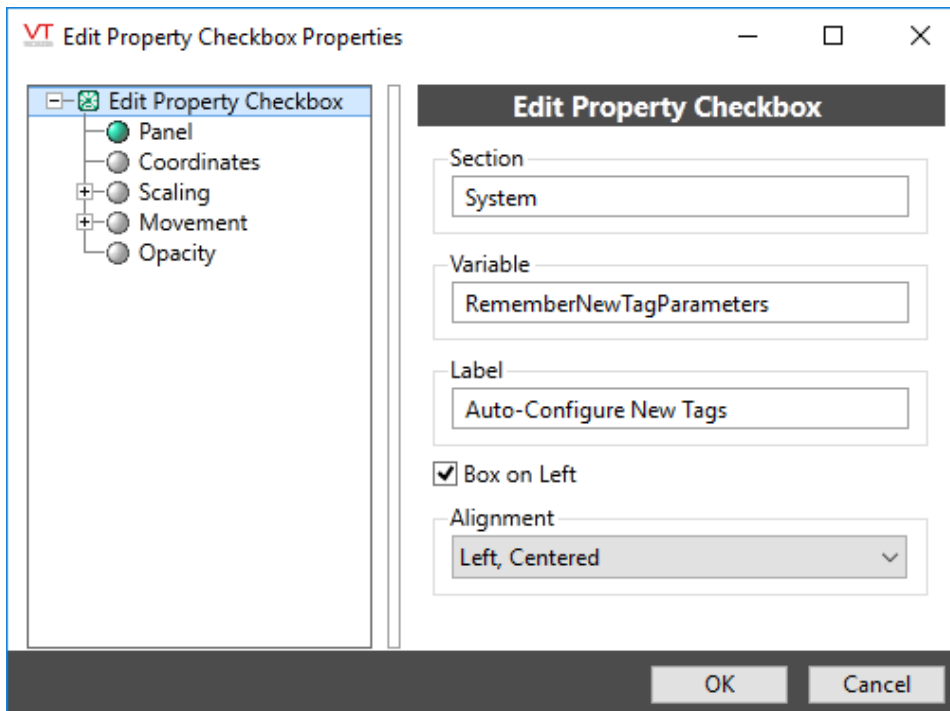 VT Edit Property Checkbox Properties
Edit Property Checkbox
Panel
Coordinates
Scaling
Movement
Opacity
Edit Property Checkbox
Section
System
Variable
RememberNewTagParameters
Label
Auto-Configure New Tags
Box on Left
Alignment
Left, Centered
OK
Cancel